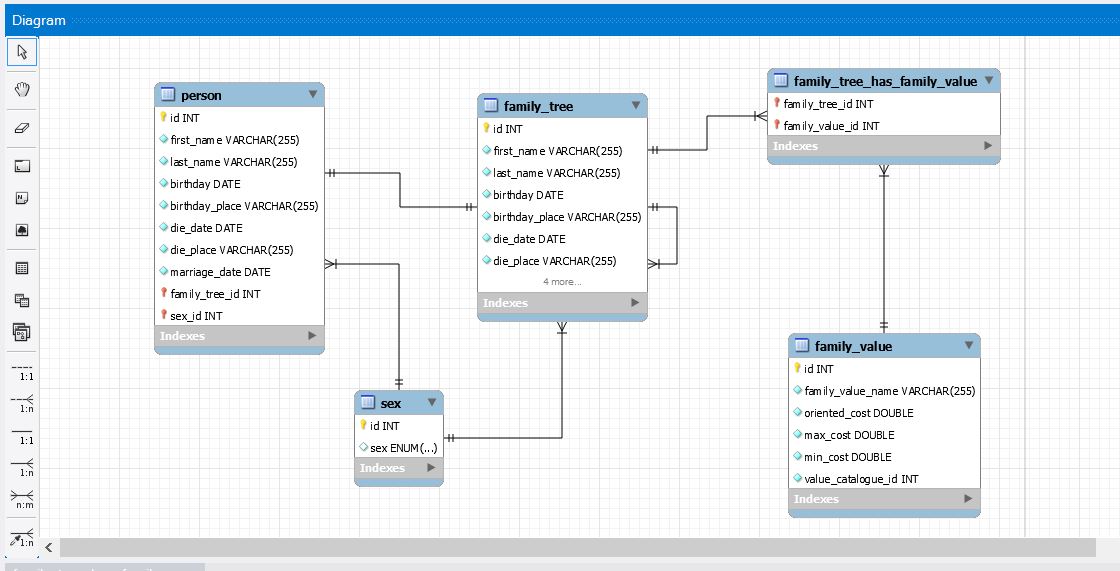 Diagram
person
id INT
first_name VARCHAR(255)
last_name VARCHAR(255)
birthday DATE
birthday_place VARCHAR(255)
die_date DATE
die_place VARCHAR(255)
marriage_date DATE
family_tree_id INT
sex_id INT
Indexes
family_tree
id INT
first_name VARCHAR(255)
last_name VARCHAR(255)
birthday DATE
birthday_place VARCHAR(255)
die_date DATE
die_place VARCHAR(255)
4 more...
Indexes
family_tree_has_family_value
family_tree_id INT
family_value_id INT
Indexes
sex
id INT
sex ENUM(...)
Indexes
family_value
id INT
family_value_name VARCHAR(255)
oriented_cost DOUBLE
max_cost DOUBLE
min_cost DOUBLE
value_catalogue_id INT
Indexes
1:1
1:n
1:1
1:n
n:m
1:n